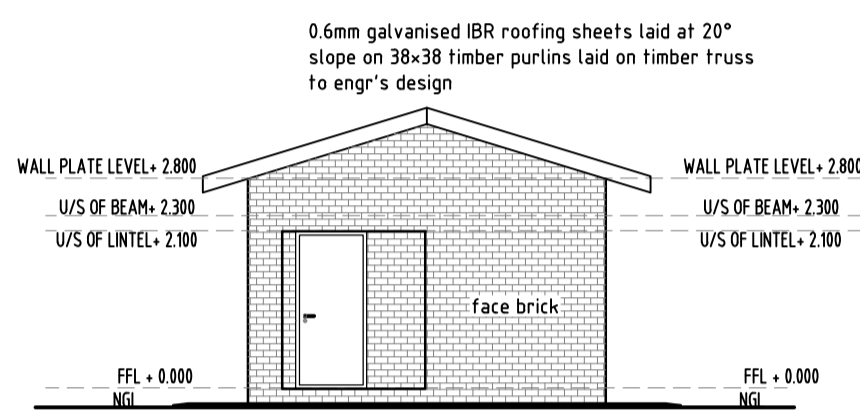 0.6mm galvanised IBR roofing sheets laid at 20°
slope on 38×38 timber purlins laid on timber truss
to engr's design
WALL PLATE LEVEL+ 2.800
WALL PLATE LEVEL+ 2.800
U/S OF BEAM+ 2.300
U/S OF BEAM+ 2.300
U/S OF LINTEL+ 2.100
U/S OF LINTEL+ 2.100
face brick
FFL + 0.000
FFL + 0.000
NGL
NGL